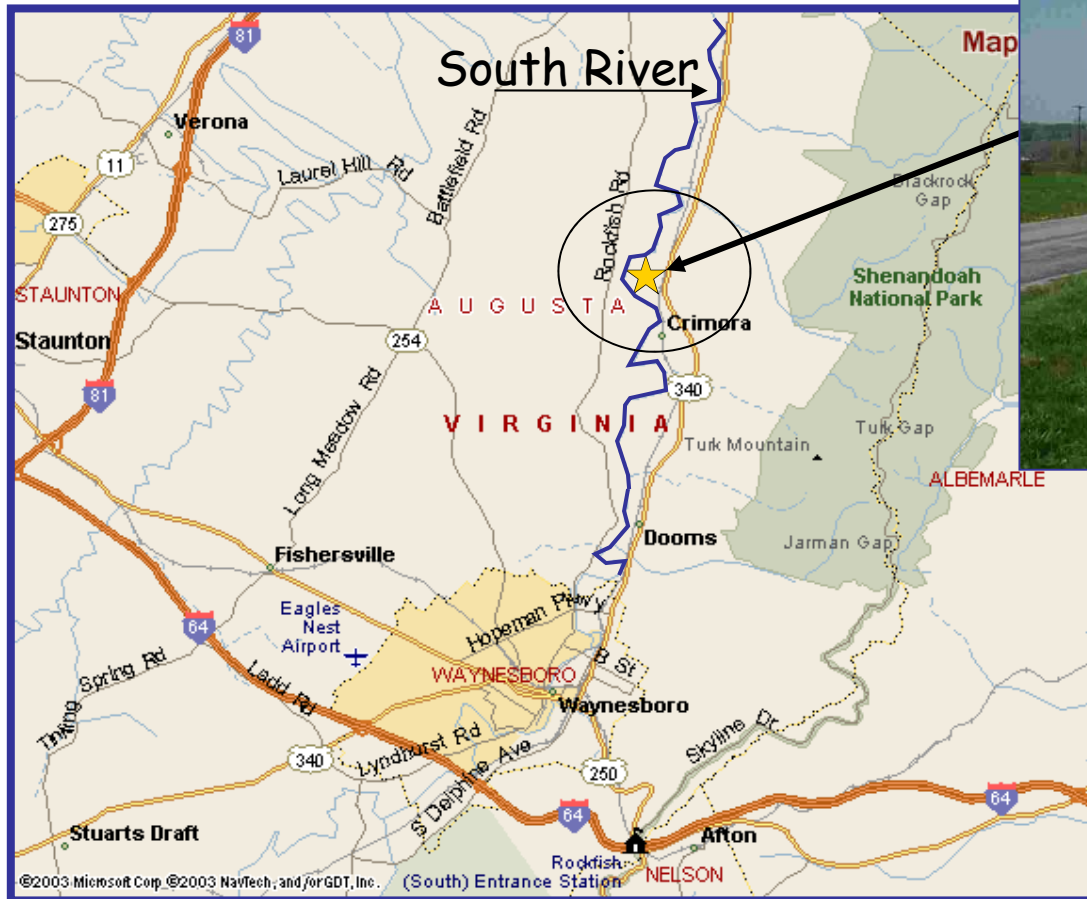 81
Map
South River
Verona
11
Laurel Hill Rd
Battlefield Rd
Rockfish Rd
Blackrock
Gap
275
STAUNTON
Staunton
AUGUSTA
Shenandoah
National Park
254
Crimora
81
340
Long Meadow Rd
VIRGINIA
Turk Mountain
Turk Gap
ALBEMARLE
Dooms
Jarman Gap
Fishersville
Eagles
Nest
Airport
64
Hopeman Pkwy
B St
WAYNESBORO
Waynesboro
Tinkling Spring Rd
Ladd Rd
Skyline Dr
340
Lyndhurst Rd
S Delphine Ave
250
64
64
Stuarts Draft
Afton
Rockfish
(South) Entrance Station
NELSON
©2003 Microsoft Corp ©2003 NavTech, and/or GDT, Inc.